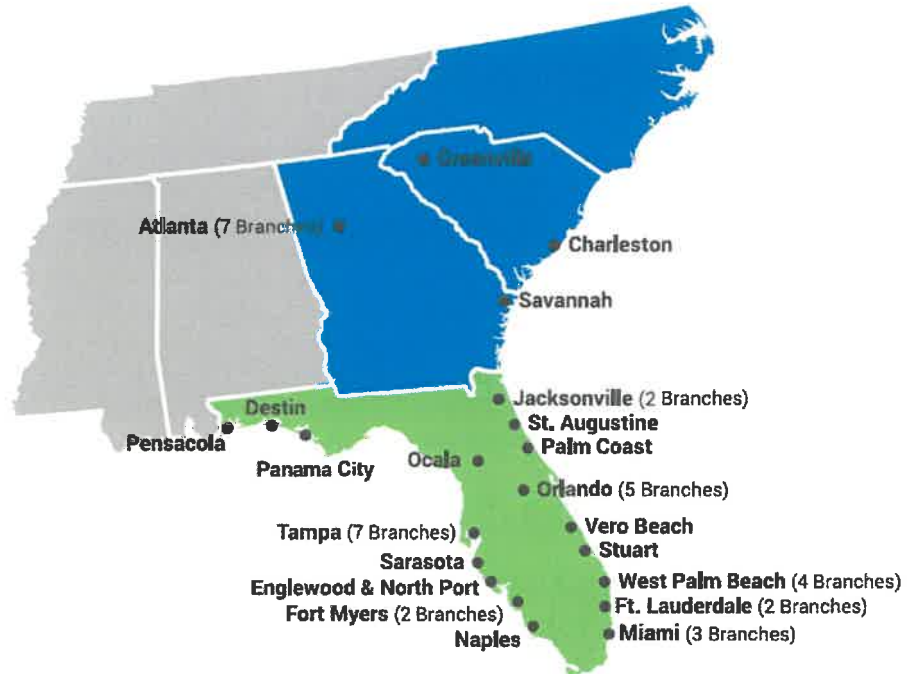 Greenville
Atlanta (7 Branches)
Charleston
Savannah
Jacksonville (2 Branches)
Destin
St. Augustine
Pensacola
Palm Coast
Panama City
Ocala
Orlando (5 Branches)
Vero Beach
Tampa (7 Branches)
Stuart
Sarasota
West Palm Beach (4 Branches)
Englewood & North Port
Ft. Lauderdale (2 Branches)
Fort Myers (2 Branches)
Miami (3 Branches)
Naples